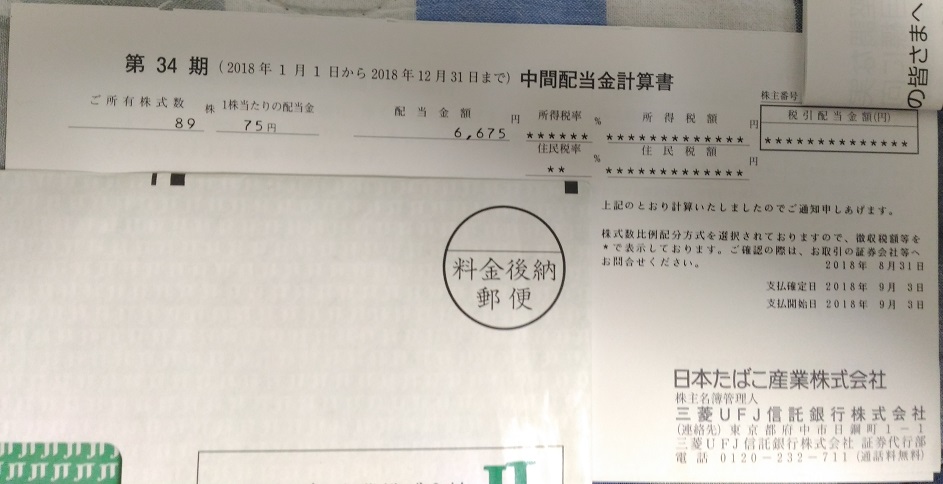 の皆さまへ
第 34 期 (2018年1月1日から2018年12月31日まで) 中間配当金計算書
株主番号
ご所有株式数 株 1株当たりの配当金 配当金額 円 所得税率 % 所得税額 円 税引配当金額(円)
89 75円 6,675 ****** ************* **************
住民税率 % 住民税額 円
** *************
上記のとおり計算いたしましたのでご通知申しあげます。
株式数比例配分方式を選択されておりますので、徴収税額等を
*で表示しております。ご確認の際は、お取引の証券会社等へ
お問合せください。
2018年 8月31日
支払確定日 2018年 9月 3日
支払開始日 2018年 9月 3日
料金後納
郵便
日本たばこ産業株式会社
株主名簿管理人
三菱UFJ信託銀行株式会社
(連絡先) 東京都府中市日鋼町1-1
三菱UFJ信託銀行株式会社 証券代行部
電話 0120-232-711 (通話料無料)
JT